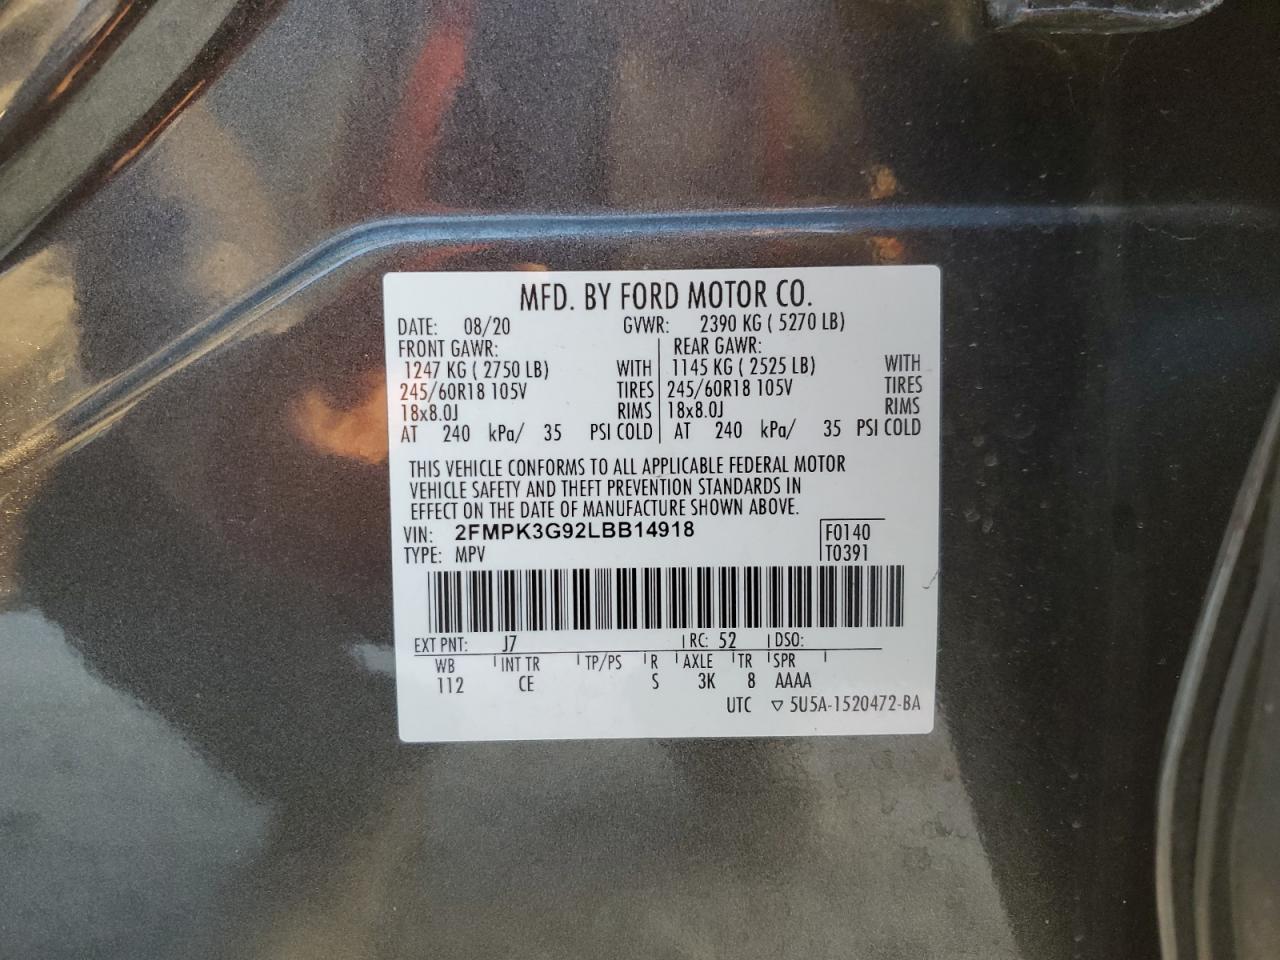 MFD. BY FORD MOTOR CO.
DATE: 08/20 GVWR: 2390 KG ( 5270 LB)
FRONT GAWR: REAR GAWR:
1247 KG ( 2750 LB) WITH 1145 KG ( 2525 LB) WITH
245/60R18 105V TIRES 245/60R18 105V TIRES
18x8.0J RIMS 18x8.0J RIMS
AT 240 kPa/ 35 PSI COLD AT 240 kPa/ 35 PSI COLD
THIS VEHICLE CONFORMS TO ALL APPLICABLE FEDERAL MOTOR
VEHICLE SAFETY AND THEFT PREVENTION STANDARDS IN
EFFECT ON THE DATE OF MANUFACTURE SHOWN ABOVE.
VIN: 2FMPK3G92LBB14918 F0140
TYPE: MPV T0391
EXT PNT: J7 RC: 52 DSO:
WB INT TR TP/PS R AXLE TR SPR
112 CE S 3K 8 AAAA
UTC ▽ 5U5A-1520472-BA